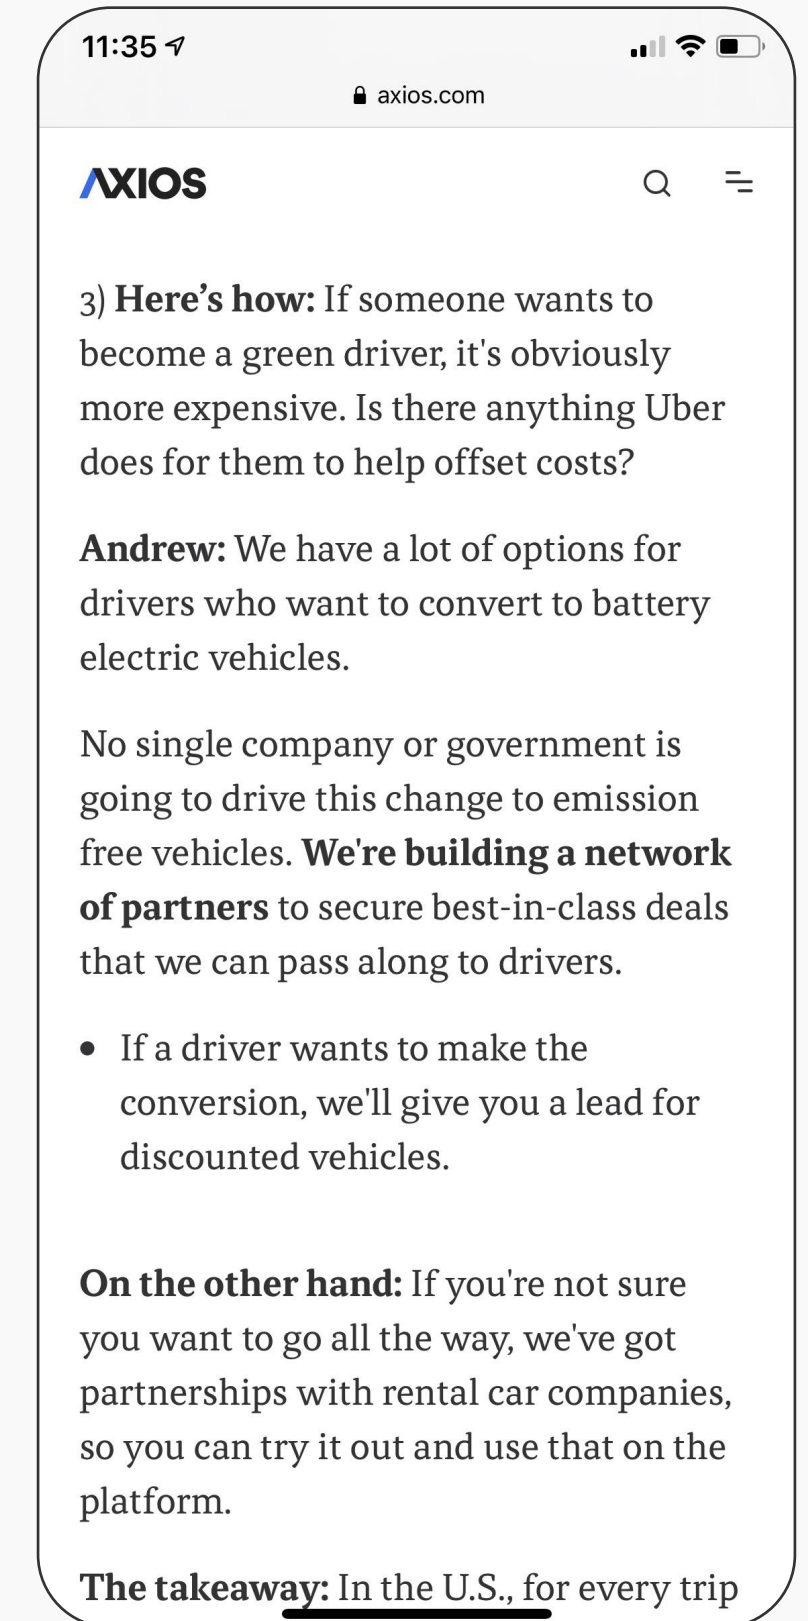 11:35
axios.com
AXIOS
3) Here’s how: If someone wants to
become a green driver, it's obviously
more expensive. Is there anything Uber
does for them to help offset costs?
Andrew: We have a lot of options for
drivers who want to convert to battery
electric vehicles.
No single company or government is
going to drive this change to emission
free vehicles. We're building a network
of partners to secure best-in-class deals
that we can pass along to drivers.
• If a driver wants to make the
conversion, we'll give you a lead for
discounted vehicles.
On the other hand: If you're not sure
you want to go all the way, we've got
partnerships with rental car companies,
so you can try it out and use that on the
platform.
The takeaway: In the U.S., for every trip